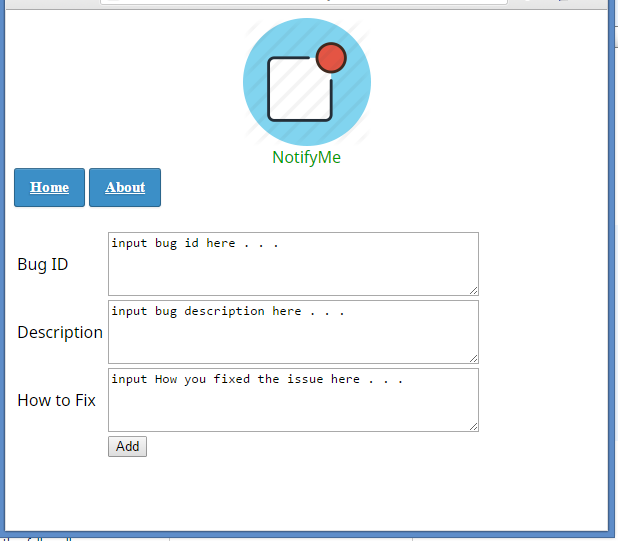 NotifyMe
Home About
Bug ID
input bug id here . . .
Description
input bug description here . . .
How to Fix
input How you fixed the issue here . . .
Add